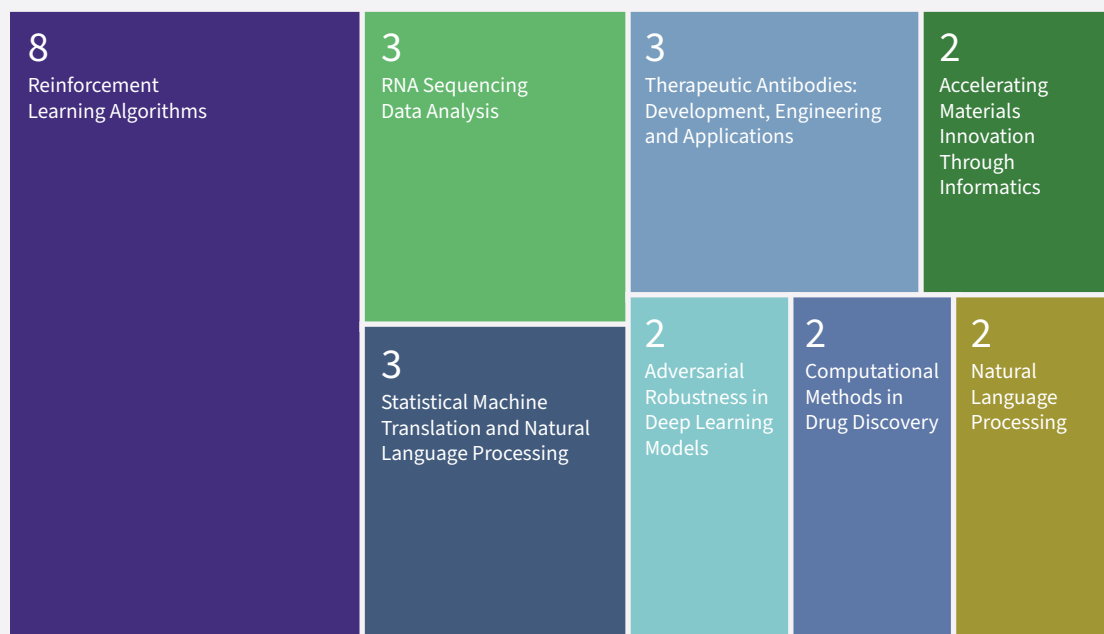 8
Reinforcement
Learning Algorithms
3
RNA Sequencing
Data Analysis
3
Therapeutic Antibodies:
Development, Engineering
and Applications
2
Accelerating
Materials
Innovation
Through
Informatics
3
Statistical Machine
Translation and Natural
Language Processing
2
Adversarial
Robustness in
Deep Learning
Models
2
Computational
Methods in
Drug Discovery
2
Natural
Language
Processing